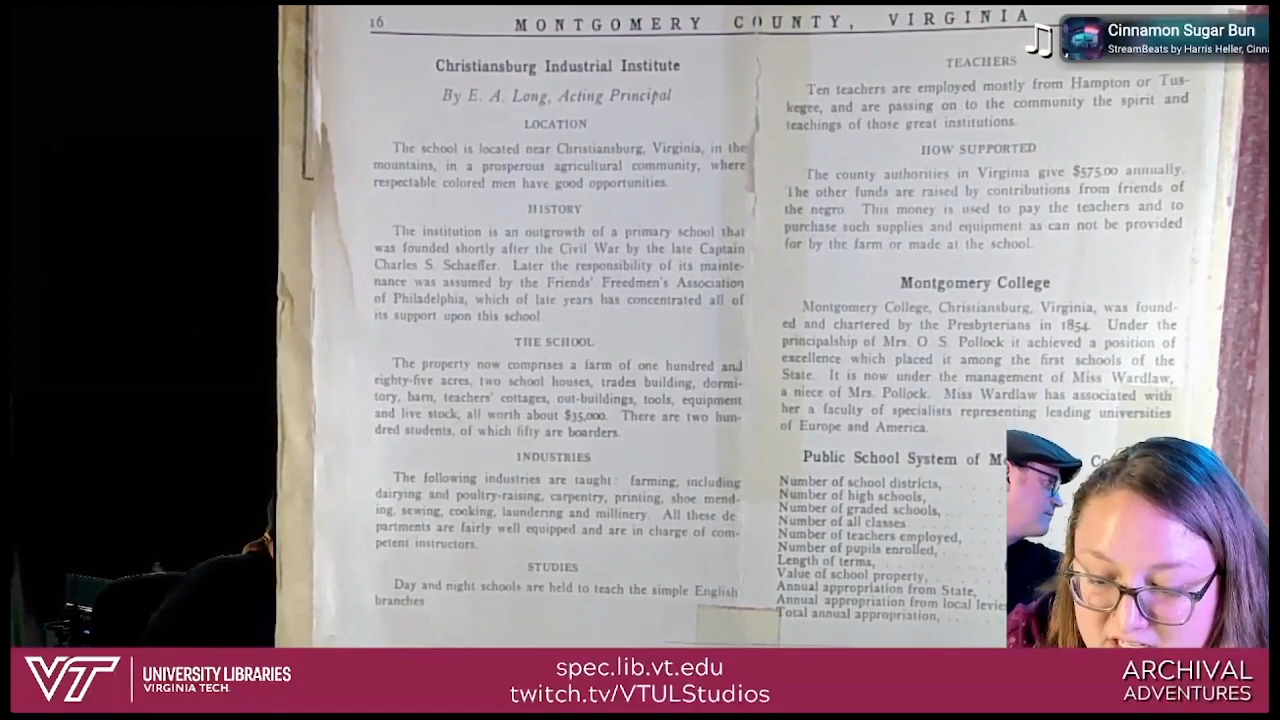 16 MONTGOMERY COUNTY, VIRGINIA
Christiansburg Industrial Institute
By E. A. Long, Acting Principal
LOCATION
The school is located near Christiansburg, Virginia, in the
mountains, in a prosperous agricultural community, where
respectable colored men have good opportunities.
HISTORY
The institution is an outgrowth of a primary school that
was founded shortly after the Civil War by the late Captain
Charles S. Schaeffer. Later the responsibility of its mainte-
nance was assumed by the Friends' Freedmen's Association
of Philadelphia, which of late years has concentrated all of
its support upon this school
THE SCHOOL
The property now comprises a farm of one hundred and
eighty-five acres, two school houses, trades building, dormi-
tory, barn, teachers' cottages, out-buildings, tools, equipment
and live stock, all worth about $35,000. There are two hun-
dred students, of which fifty are boarders.
INDUSTRIES
The following industries are taught: farming, including
dairying and poultry-raising, carpentry, printing, shoe mend-
ing, sewing, cooking, laundering and millinery. All these de
partments are fairly well equipped and are in charge of com-
petent instructors.
STUDIES
Day and night schools are held to teach the simple English
branches
TEACHERS
Ten teachers are employed mostly from Hampton or Tus-
kegee, and are passing on to the community the spirit and
teachings of those great institutions.
HOW SUPPORTED
The county authorities in Virginia give $575.00 annually.
The other funds are raised by contributions from friends of
the negro. This money is used to pay the teachers and to
purchase such supplies and equipment as can not be provided
for by the farm or made at the school.
Montgomery College
Montgomery College, Christiansburg, Virginia, was found-
ed and chartered by the Presbyterians in 1854. Under the
principalship of Mrs. O. S. Pollock it achieved a position of
excellence which placed it among the first schools of the
State. It is now under the management of Miss Wardlaw,
a niece of Mrs. Pollock. Miss Wardlaw has associated with
her a faculty of specialists representing leading universities
of Europe and America.
Public School System of
Number of school districts,
Number of high schools,
Number of graded schools,
Number of all classes
Number of teachers employed,
Number of pupils enrolled,
Length of terms,
Value of school property,
Annual appropriation from State,
Annual appropriation from local
Total annual appropriation,
Cinnamon Sugar Bun
StreamBeats by Harris Heller,
VT UNIVERSITY LIBRARIES
VIRGINIA TECH.
spec.lib.vt.edu
twitch.tv/VTULStudios
ARCHIVAL
ADVENTURES